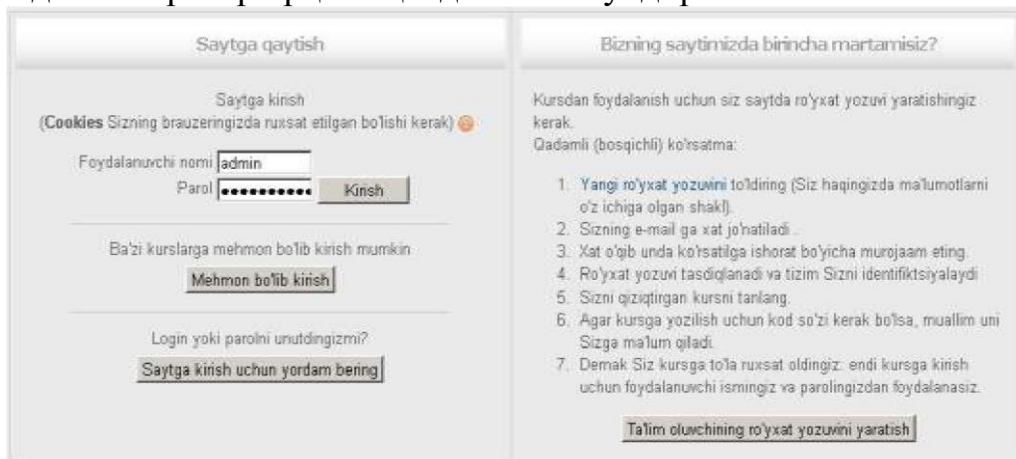 Saytga qaytish
Saytga kirish
(Cookies Sizning brauzeringizda ruxsat etilgan bo'lishi kerak)
Foydalanuvchi nomi admin
Parol ●●●●●●●●●● Kirish
Ba'zi kurslarga mehmon bo'lib kirish mumkin
Mehmon bo'lib kirish
Login yoki parolni unutdingizmi?
Saytga kirish uchun yordam bering
Bizning saytimizda birincha martamisiz?
Kursdan foydalanish uchun siz saytda ro'yxat yozuvi yaratishingiz
kerak.
Qadamli (bosqichli) ko'rsatma:
1. Yangi ro'yxat yozuvini to'ldiring (Siz haqingizda ma'lumotlarni
o'z ichiga olgan shakl).
2. Sizning e-mail ga xat jo'natiladi .
3. Xat o'qib unda ko'rsatilga ishorat bo'yicha murojaam eting.
4. Ro'yxat yozuvi tasdiqlanadi va tizim Sizni identifiktsiyalaydi
5. Sizni qiziqtirgan kursni tanlang.
6. Agar kursga yozilish uchun kod so'zi kerak bo'lsa, muallim uni
Sizga ma'lum qiladi.
7. Demak Siz kursga to'la ruxsat oldingiz: endi kursga kirish
uchun foydalanuvchi ismingiz va parolingizdan foydalanasiz.
Ta'lim oluvchining ro'yxat yozuvini yaratish